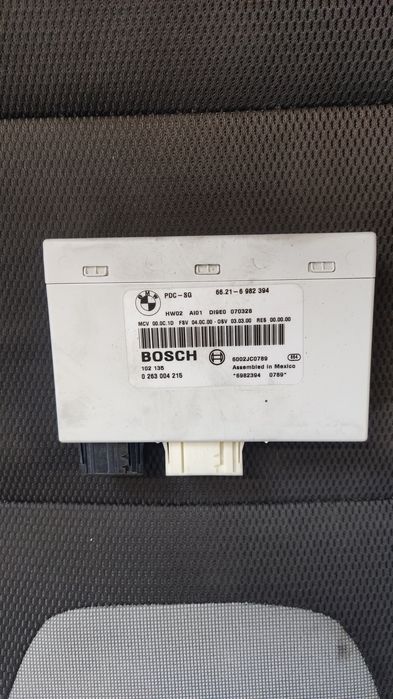 BMW
PDC-SG 66.21-6 982 394
HW02 AI01 DI9E0 070328
MCV 00.0C.10 FSV 04.0C.00 - OSV 03.03.00 RES 00.00.00
BOSCH 6002JC0789
102 135 Assembled in Mexico
0 263 004 215 *6982394 0789*